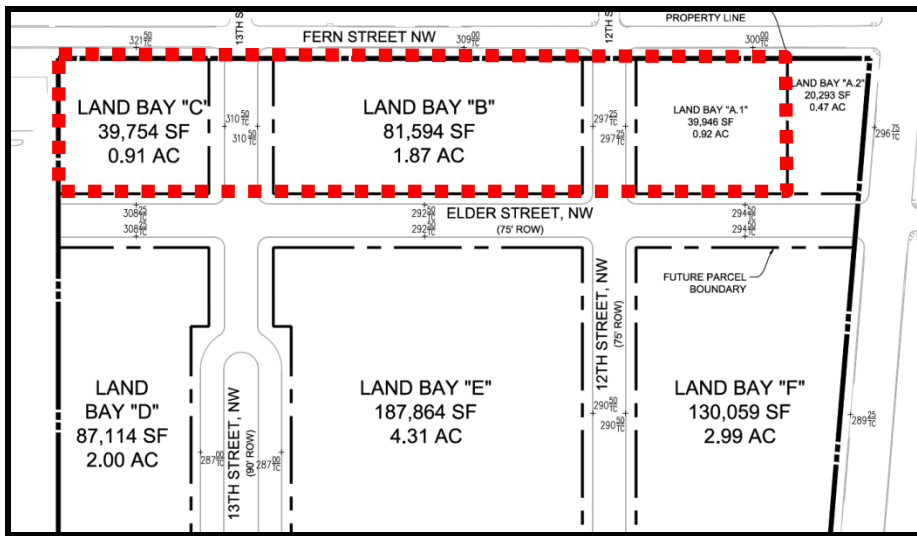 13TH S
12TH S
PROPERTY LINE
FERN STREET NW
321 50 TC
309 00 TC
300 00 TC
LAND BAY "C"
39,754 SF
0.91 AC
310 50 TC
310 50 TC
LAND BAY "B"
81,594 SF
1.87 AC
297 25 TC
297 25 TC
LAND BAY "A.1"
39,946 SF
0.92 AC
LAND BAY "A.2"
20,293 SF
0.47 AC
296 75 TC
308 25 TC
308 25 TC
292 50 TC
292 50 TC
ELDER STREET, NW
(75' ROW)
294 50 TC
294 50 TC
FUTURE PARCEL
BOUNDARY
LAND
BAY "D"
87,114 SF
2.00 AC
287 00 TC
287 00 TC
13TH STREET, NW
(90' ROW)
LAND BAY "E"
187,864 SF
4.31 AC
12TH STREET, NW
(75' ROW)
290 50 TC
290 50 TC
LAND BAY "F"
130,059 SF
2.99 AC
289 25 TC